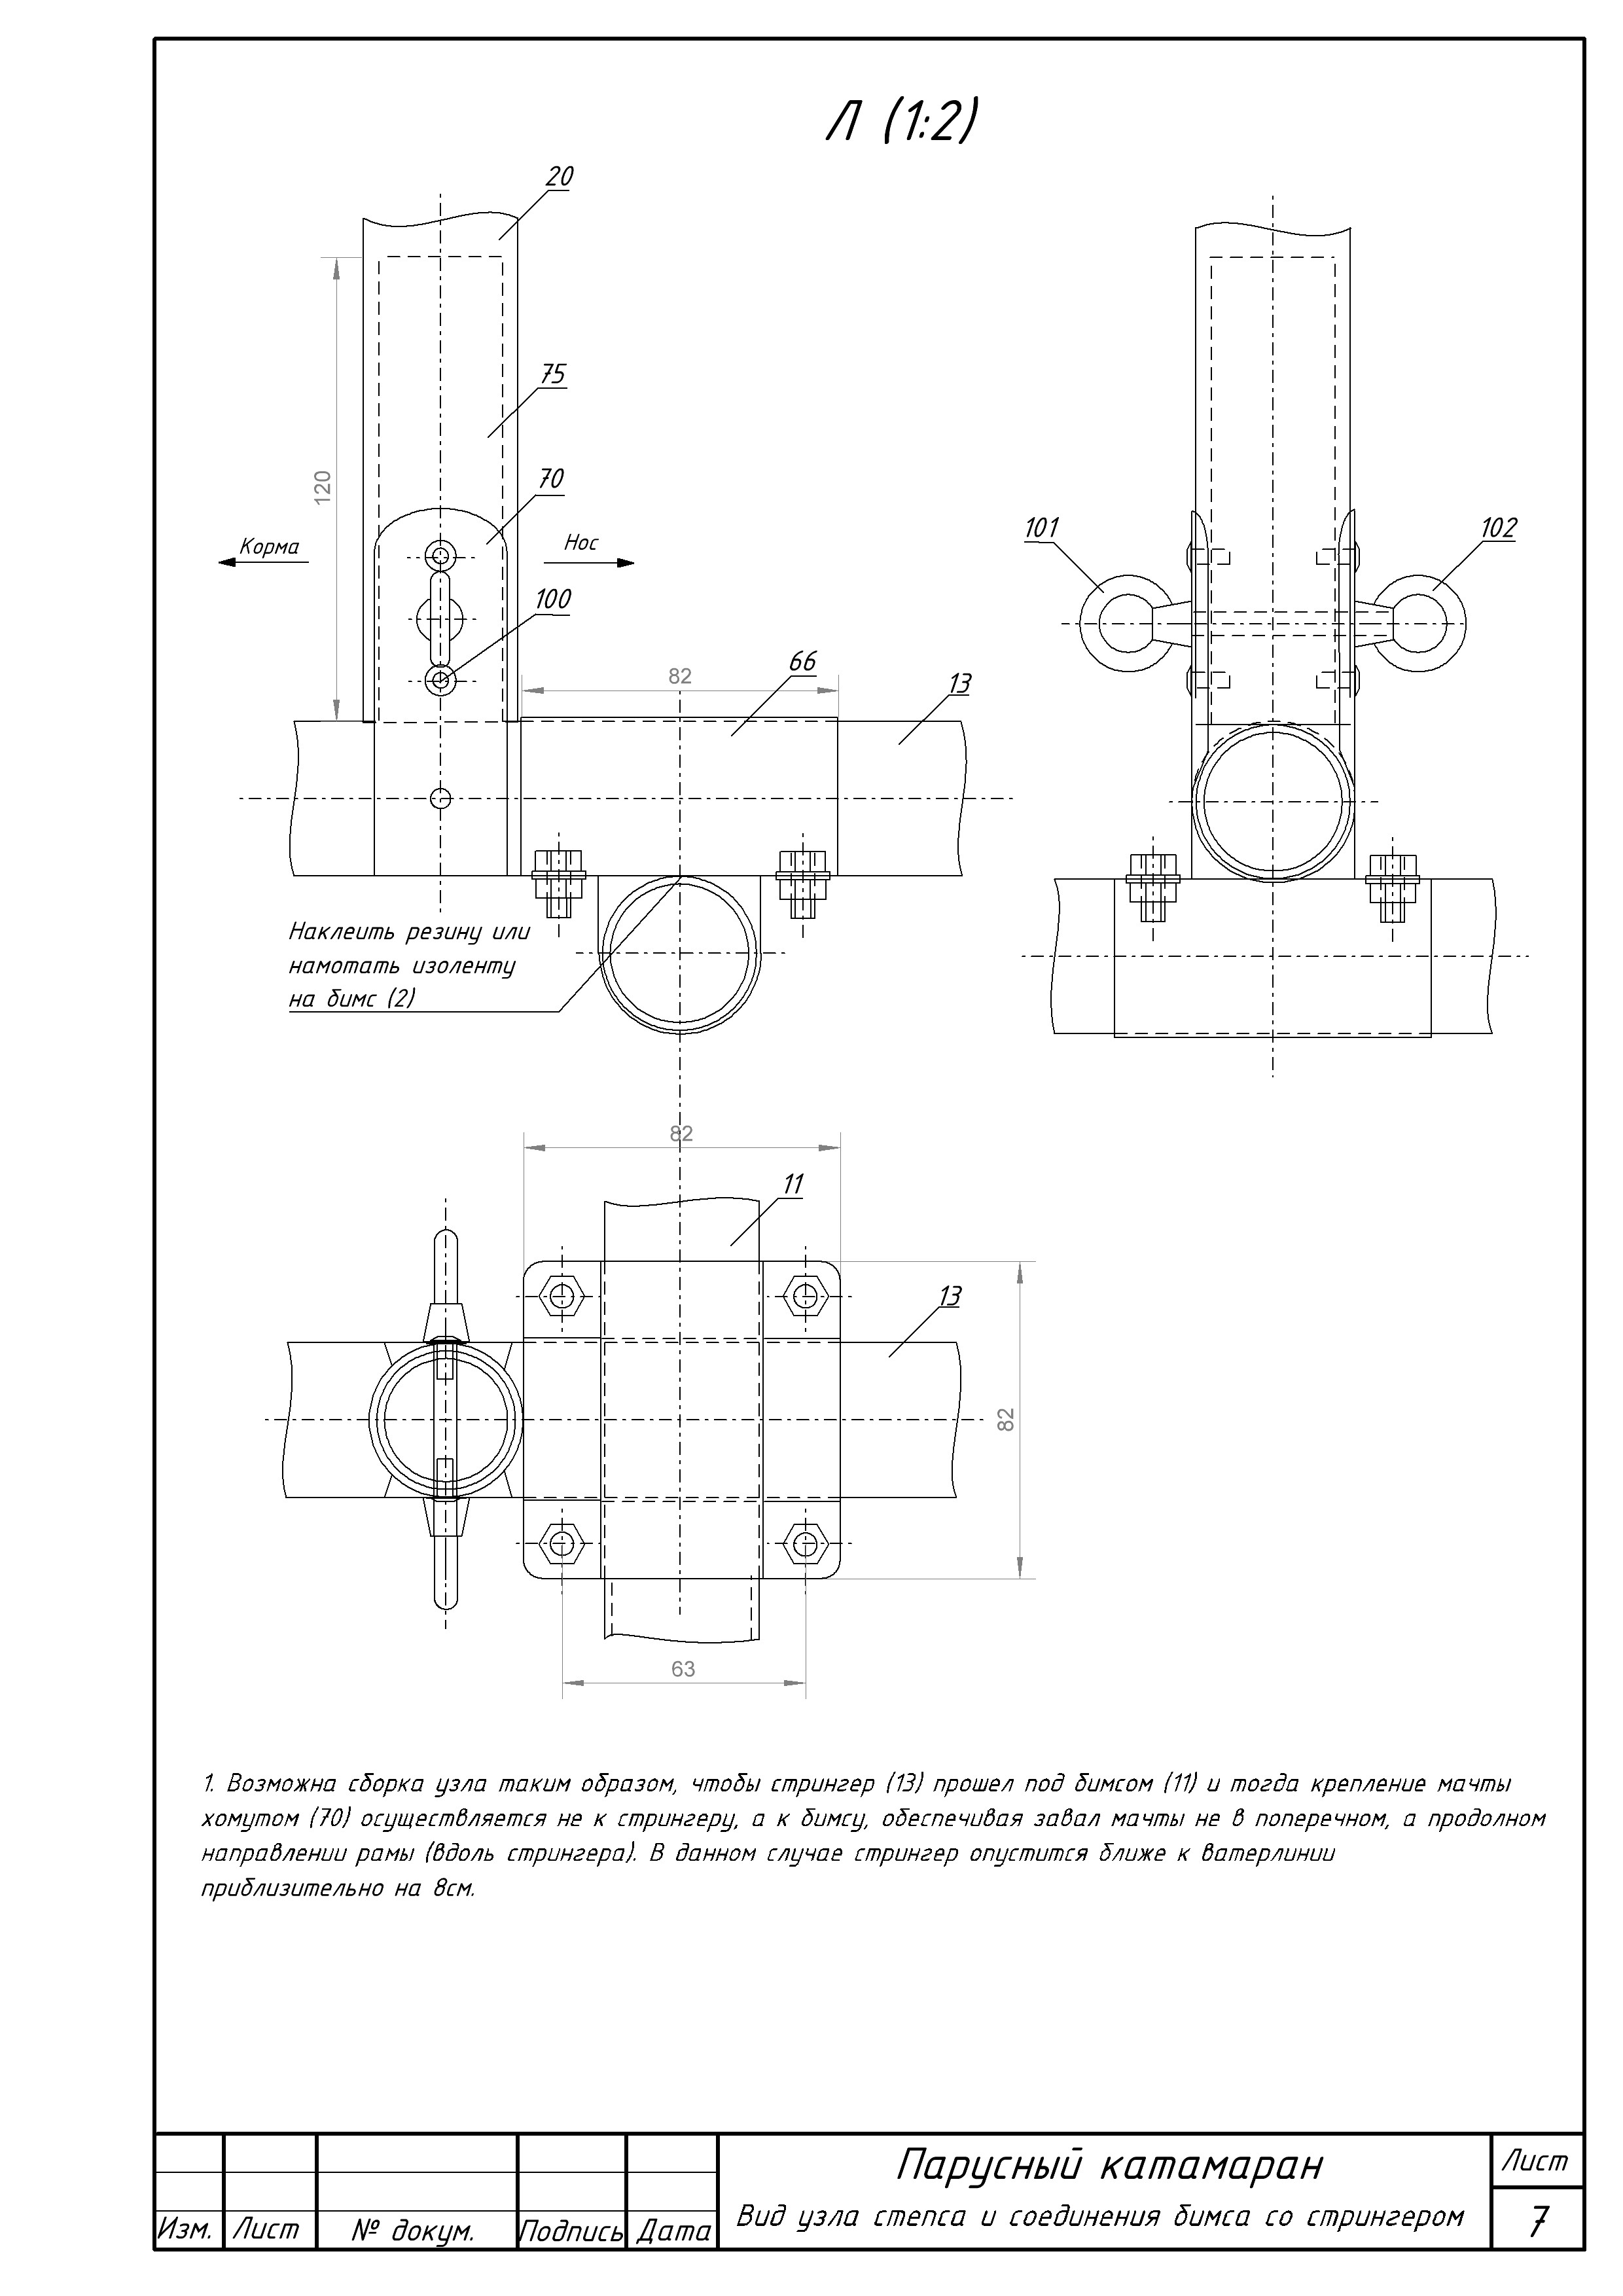 Л (1:2)
20
75
120
70
Корма
Нос
100
101
102
82
66
13
Наклеить резину или
намотать изоленту
на бимс (2)
82
11
13
82
63
1. Возможна сборка узла таким образом, чтобы стрингер (13) прошел под бимсом (11) и тогда крепление мачты
хомутом (70) осуществляется не к стрингеру, а к бимсу, обеспечивая завал мачты не в поперечном, а продолном
направлении рамы (вдоль стрингера). В данном случае стрингер опустится ближе к ватерлинии
приблизительно на 8см.
Парусный катамаран
Лист
Вид узла степса и соединения бимса со стрингером
7
Изм. Лист № докум. Подпись Дата